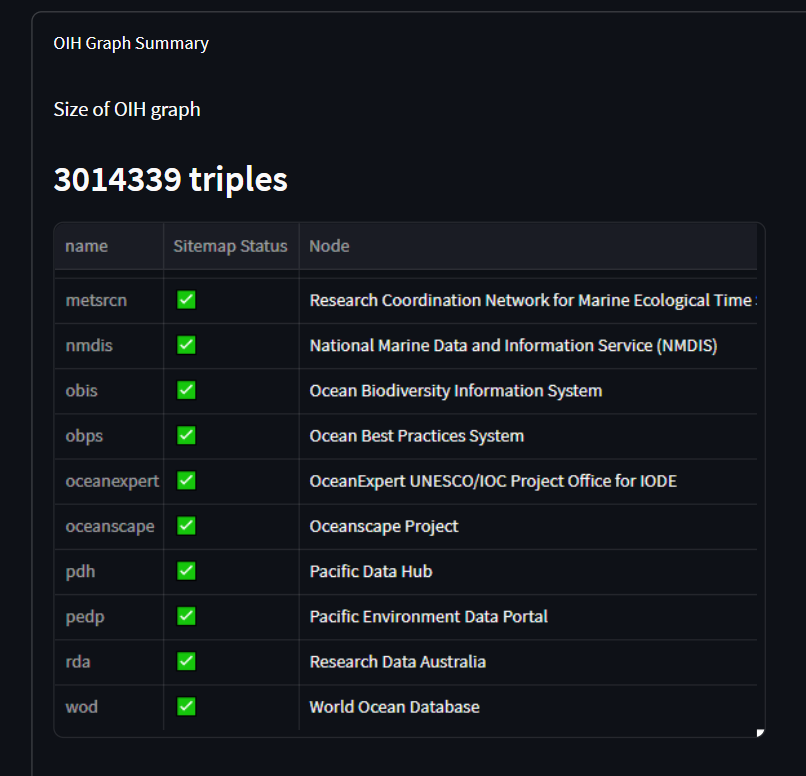 OIH Graph Summary
Size of OIH graph
3014339 triples
name Sitemap Status Node
metsrcn ✅ Research Coordination Network for Marine Ecological Time
nmdis ✅ National Marine Data and Information Service (NMDIS)
obis ✅ Ocean Biodiversity Information System
obps ✅ Ocean Best Practices System
oceanexpert ✅ OceanExpert UNESCO/IOC Project Office for IODE
oceanscape ✅ Oceanscape Project
pdh ✅ Pacific Data Hub
pedp ✅ Pacific Environment Data Portal
rda ✅ Research Data Australia
wod ✅ World Ocean Database